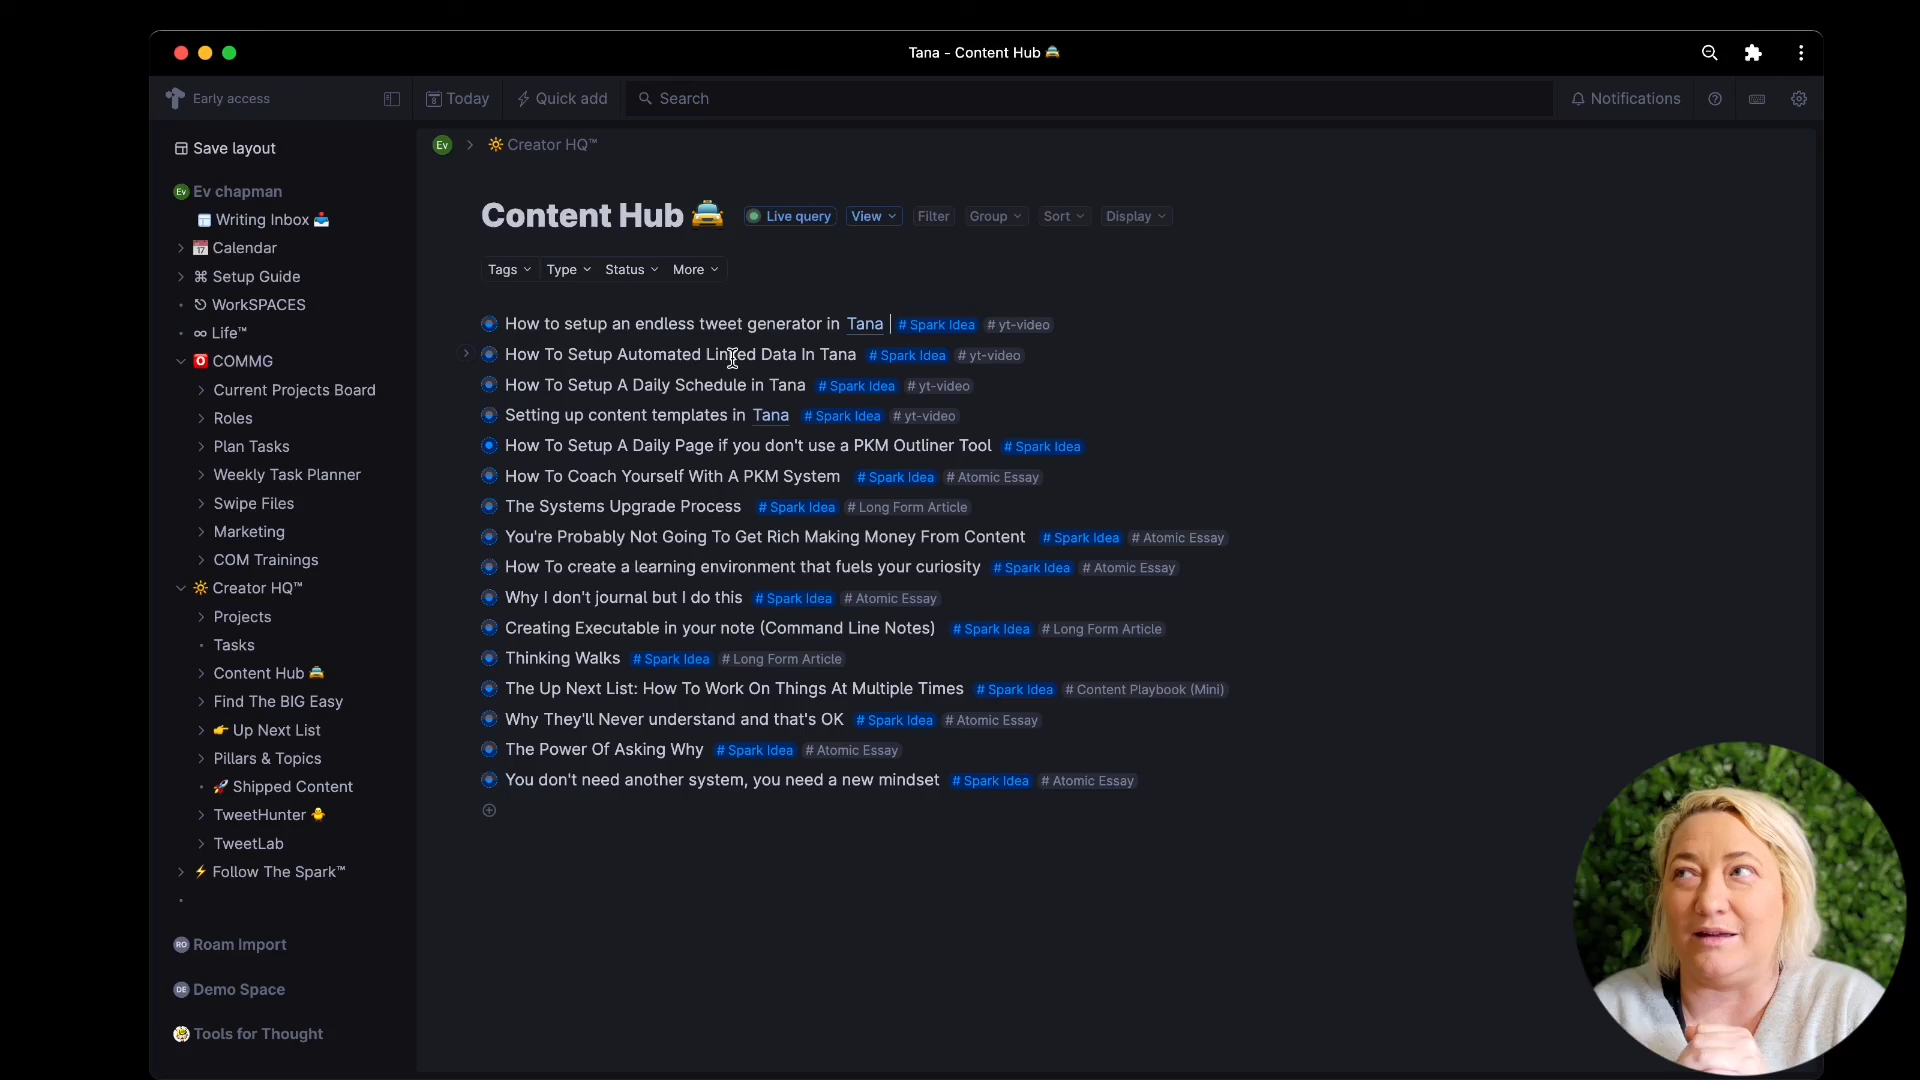 Tana - Content Hub 🚖
Early access
Today
Quick add
Search
Notifications
Save layout
Ev Ev chapman
Writing Inbox 📥
📅 Calendar
⌘ Setup Guide
WorkSPACES
∞ Life™
🅾️ COMMG
Current Projects Board
Roles
Plan Tasks
Weekly Task Planner
Swipe Files
Marketing
COM Trainings
🔆 Creator HQ™
Projects
Tasks
Content Hub 🚖
Find The BIG Easy
👉 Up Next List
Pillars & Topics
🚀 Shipped Content
TweetHunter 🐥
TweetLab
⚡ Follow The Spark™
RO Roam Import
DE Demo Space
Tools for Thought
Ev > 🔆 Creator HQ™
Content Hub 🚖 Live query View Filter Group Sort Display
Tags Type Status More
How to setup an endless tweet generator in Tana # Spark Idea # yt-video
How To Setup Automated Linked Data In Tana # Spark Idea # yt-video
How To Setup A Daily Schedule in Tana # Spark Idea # yt-video
Setting up content templates in Tana # Spark Idea # yt-video
How To Setup A Daily Page if you don't use a PKM Outliner Tool # Spark Idea
How To Coach Yourself With A PKM System # Spark Idea # Atomic Essay
The Systems Upgrade Process # Spark Idea # Long Form Article
You're Probably Not Going To Get Rich Making Money From Content # Spark Idea # Atomic Essay
How To create a learning environment that fuels your curiosity # Spark Idea # Atomic Essay
Why I don't journal but I do this # Spark Idea # Atomic Essay
Creating Executable in your note (Command Line Notes) # Spark Idea # Long Form Article
Thinking Walks # Spark Idea # Long Form Article
The Up Next List: How To Work On Things At Multiple Times # Spark Idea # Content Playbook (Mini)
Why They'll Never understand and that's OK # Spark Idea # Atomic Essay
The Power Of Asking Why # Spark Idea # Atomic Essay
You don't need another system, you need a new mindset # Spark Idea # Atomic Essay